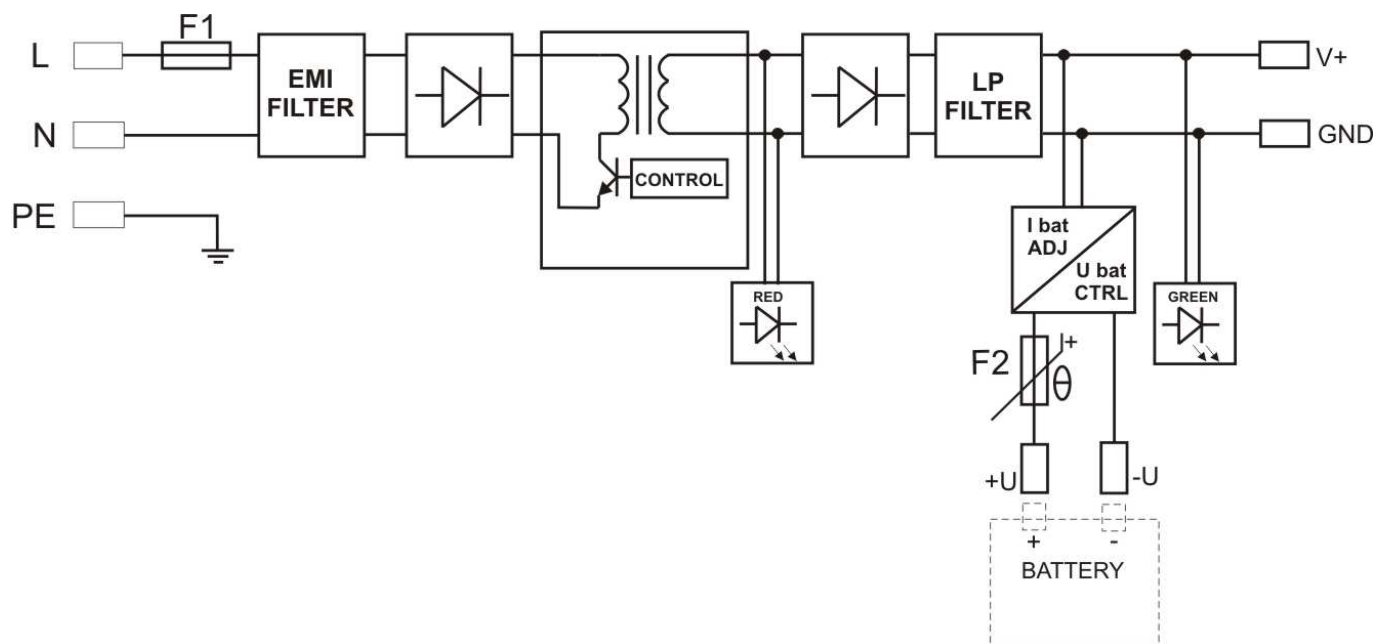 F1
L
EMI
FILTER
LP
FILTER
V+
N
GND
CONTROL
PE
I bat
ADJ
U bat
CTRL
RED
GREEN
F2
I+
θ
+U
-U
+
-
BATTERY